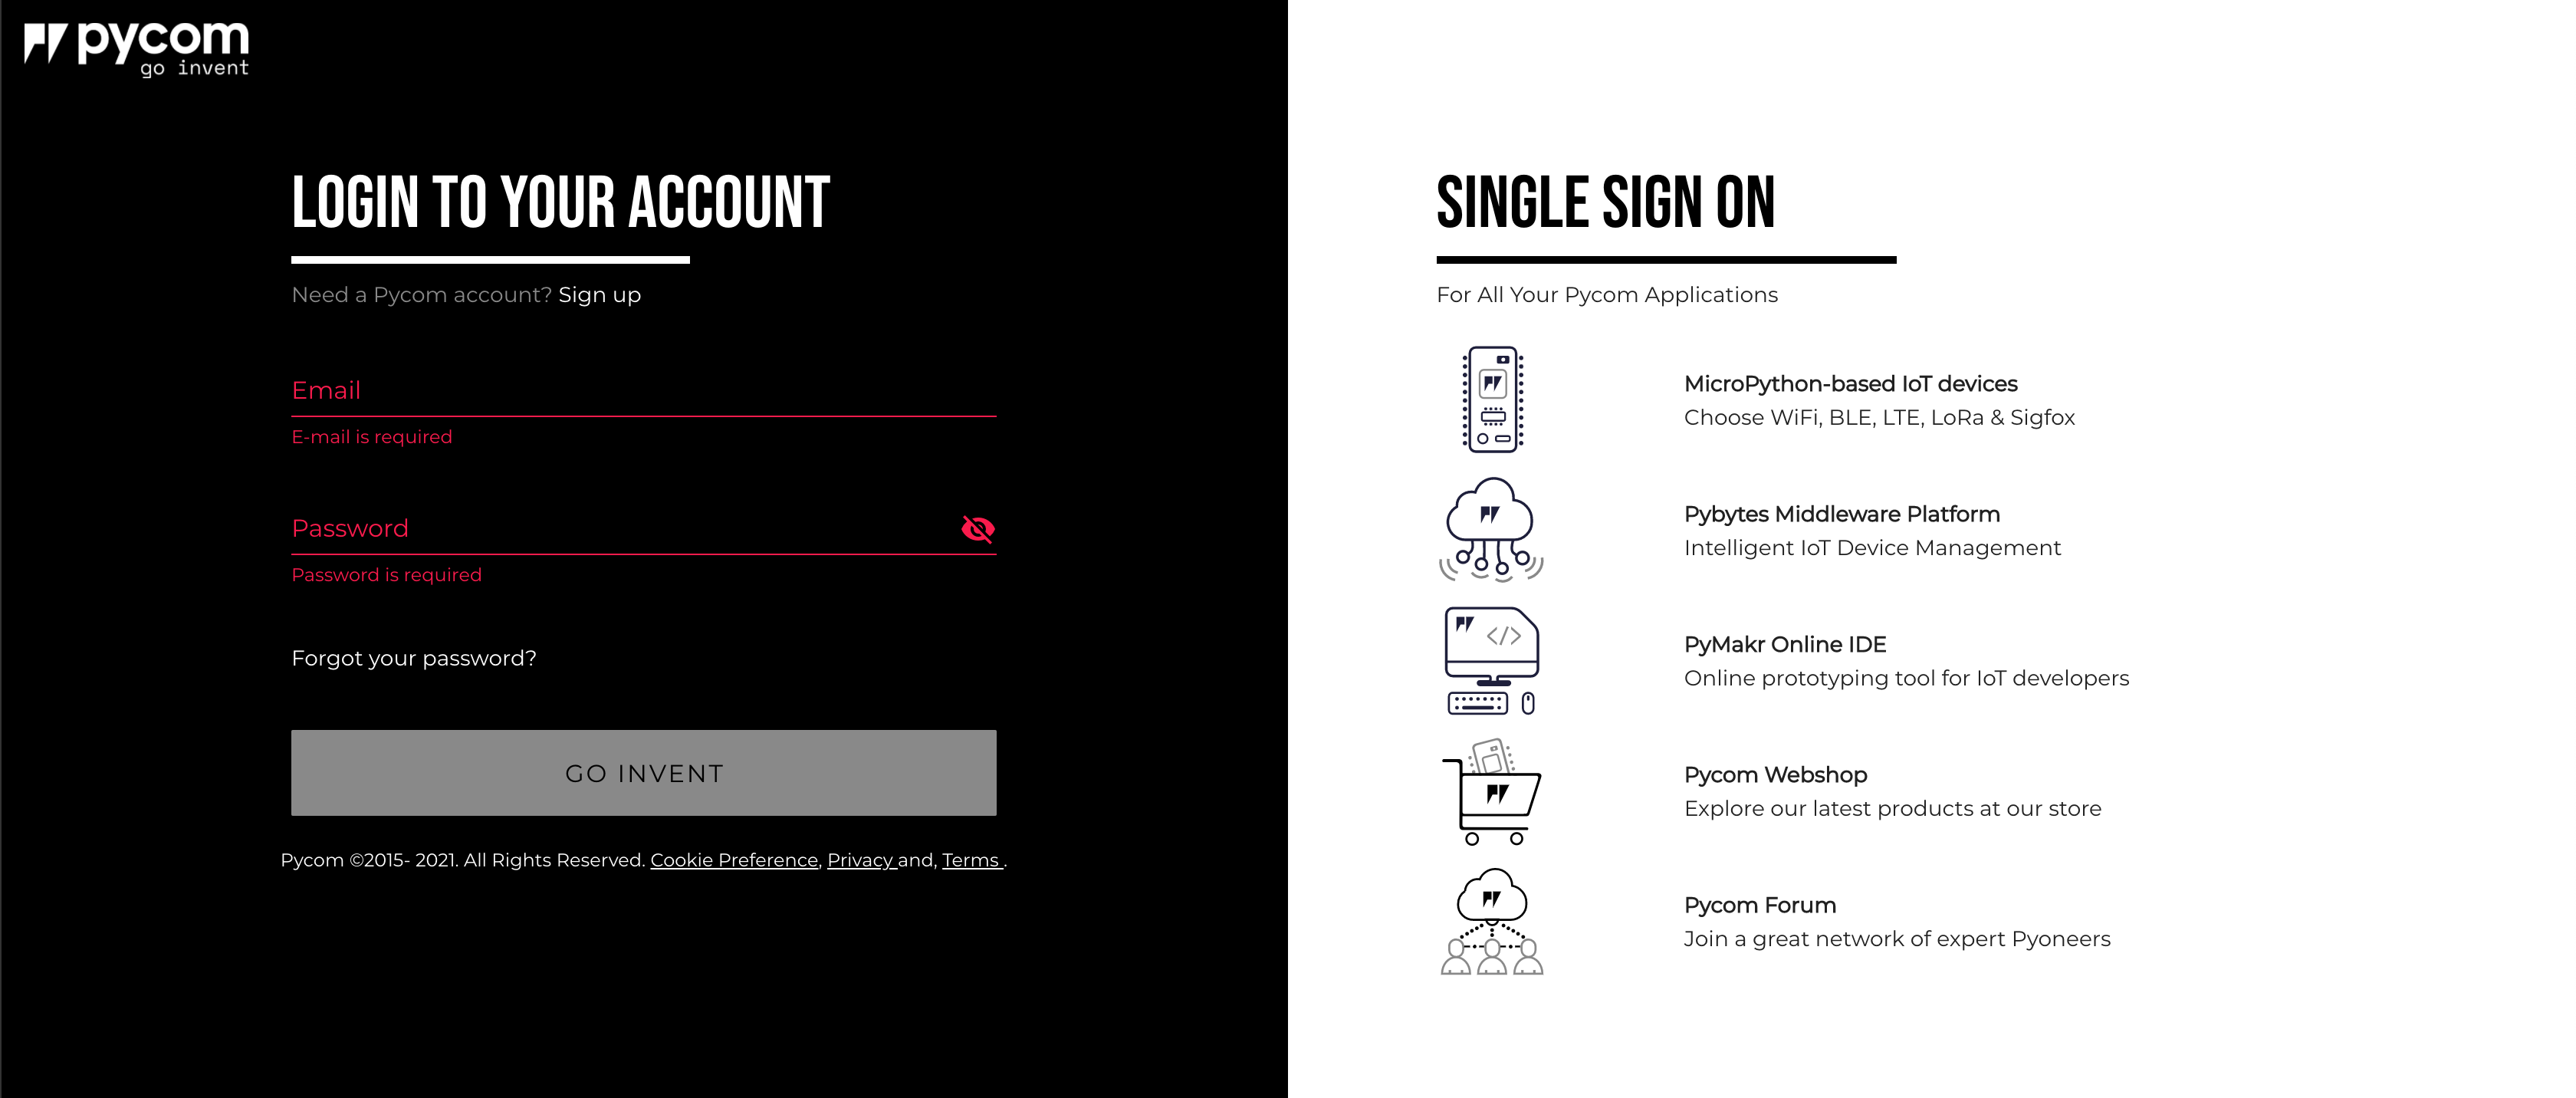 pycom
go invent
LOGIN TO YOUR ACCOUNT
Need a Pycom account? Sign up
Email
E-mail is required
Password
Password is required
Forgot your password?
GO INVENT
Pycom ©2015- 2021. All Rights Reserved. Cookie Preference, Privacy and, Terms .
SINGLE SIGN ON
For All Your Pycom Applications
MicroPython-based IoT devices
Choose WiFi, BLE, LTE, LoRa & Sigfox
Pybytes Middleware Platform
Intelligent IoT Device Management
</>
PyMakr Online IDE
Online prototyping tool for IoT developers
Pycom Webshop
Explore our latest products at our store
Pycom Forum
Join a great network of expert Pyoneers